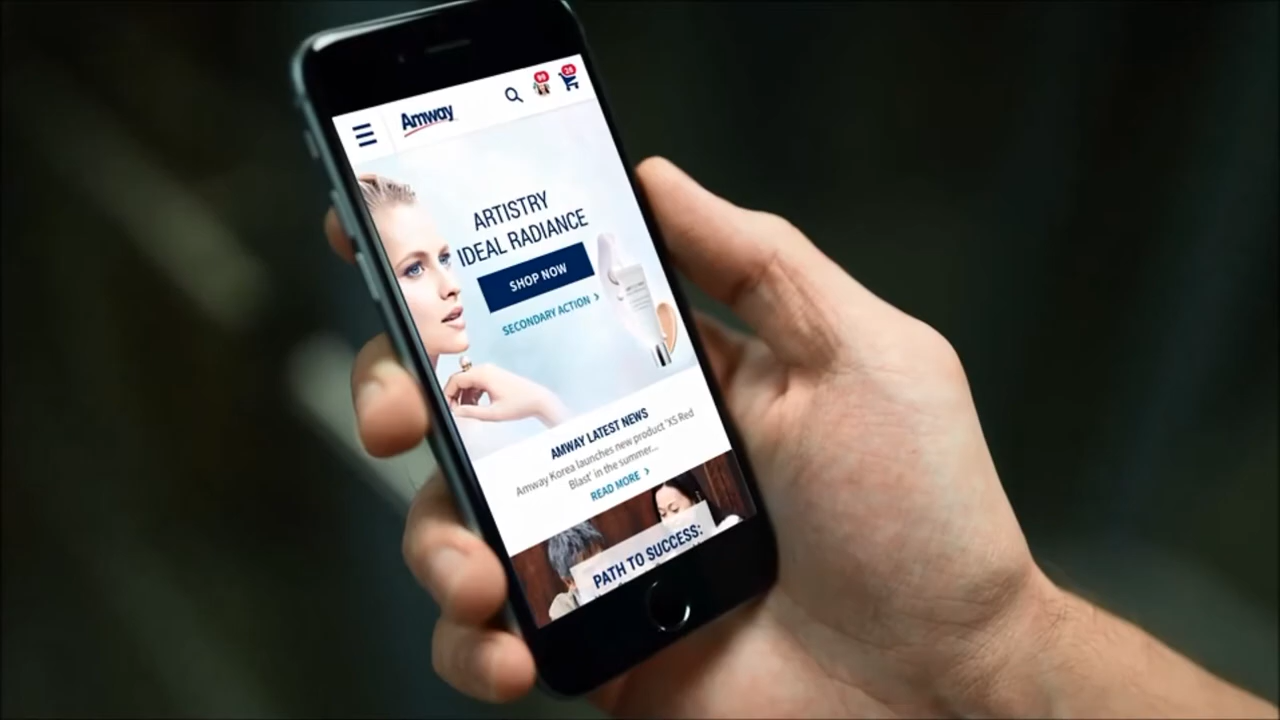 Amway
99
28
ARTISTRY
IDEAL RADIANCE
SHOP NOW
SECONDARY ACTION >
AMWAY LATEST NEWS
Amway Korea launches new product "XS Red
Blast' in the summer...
READ MORE >
PATH TO SUCCESS: